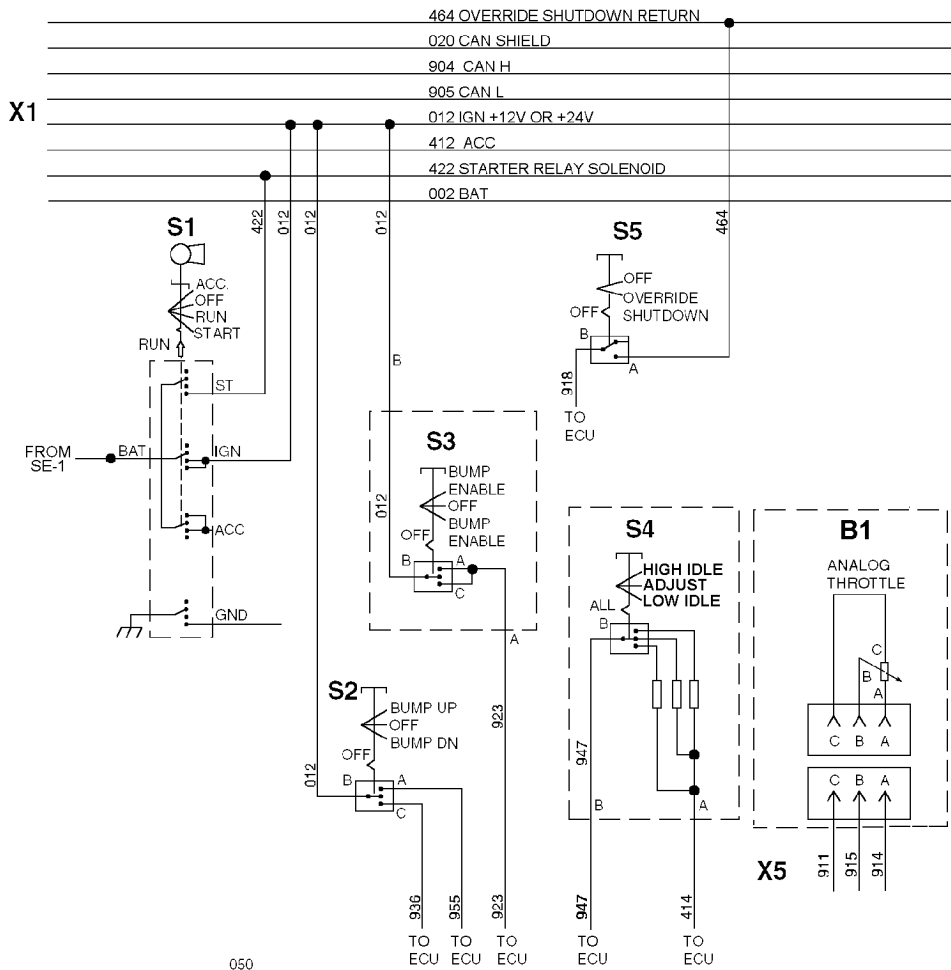 464 OVERRIDE SHUTDOWN RETURN
020 CAN SHIELD
904 CAN H
905 CAN L
X1
012 IGN +12V OR +24V
412 ACC
422 STARTER RELAY SOLENOID
002 BAT
422
012
012
012
464
S1
ACC.
OFF
RUN
START
RUN
ST
FROM
SE-1
BAT
IGN
ACC
GND
S5
OFF
OVERRIDE
SHUTDOWN
OFF
B
A
918
TO
ECU
B
S3
BUMP
ENABLE
OFF
BUMP
ENABLE
012
OFF
B
A
C
A
923
S4
HIGH IDLE
ADJUST
LOW IDLE
ALL
B
947
B
A
B1
ANALOG
THROTTLE
C
B
A
C B A
C B A
X5
911
915
914
S2
BUMP UP
OFF
BUMP DN
OFF
012
B
A
C
936
955
923
947
414
TO
ECU
TO
ECU
TO
ECU
TO
ECU
TO
ECU
050